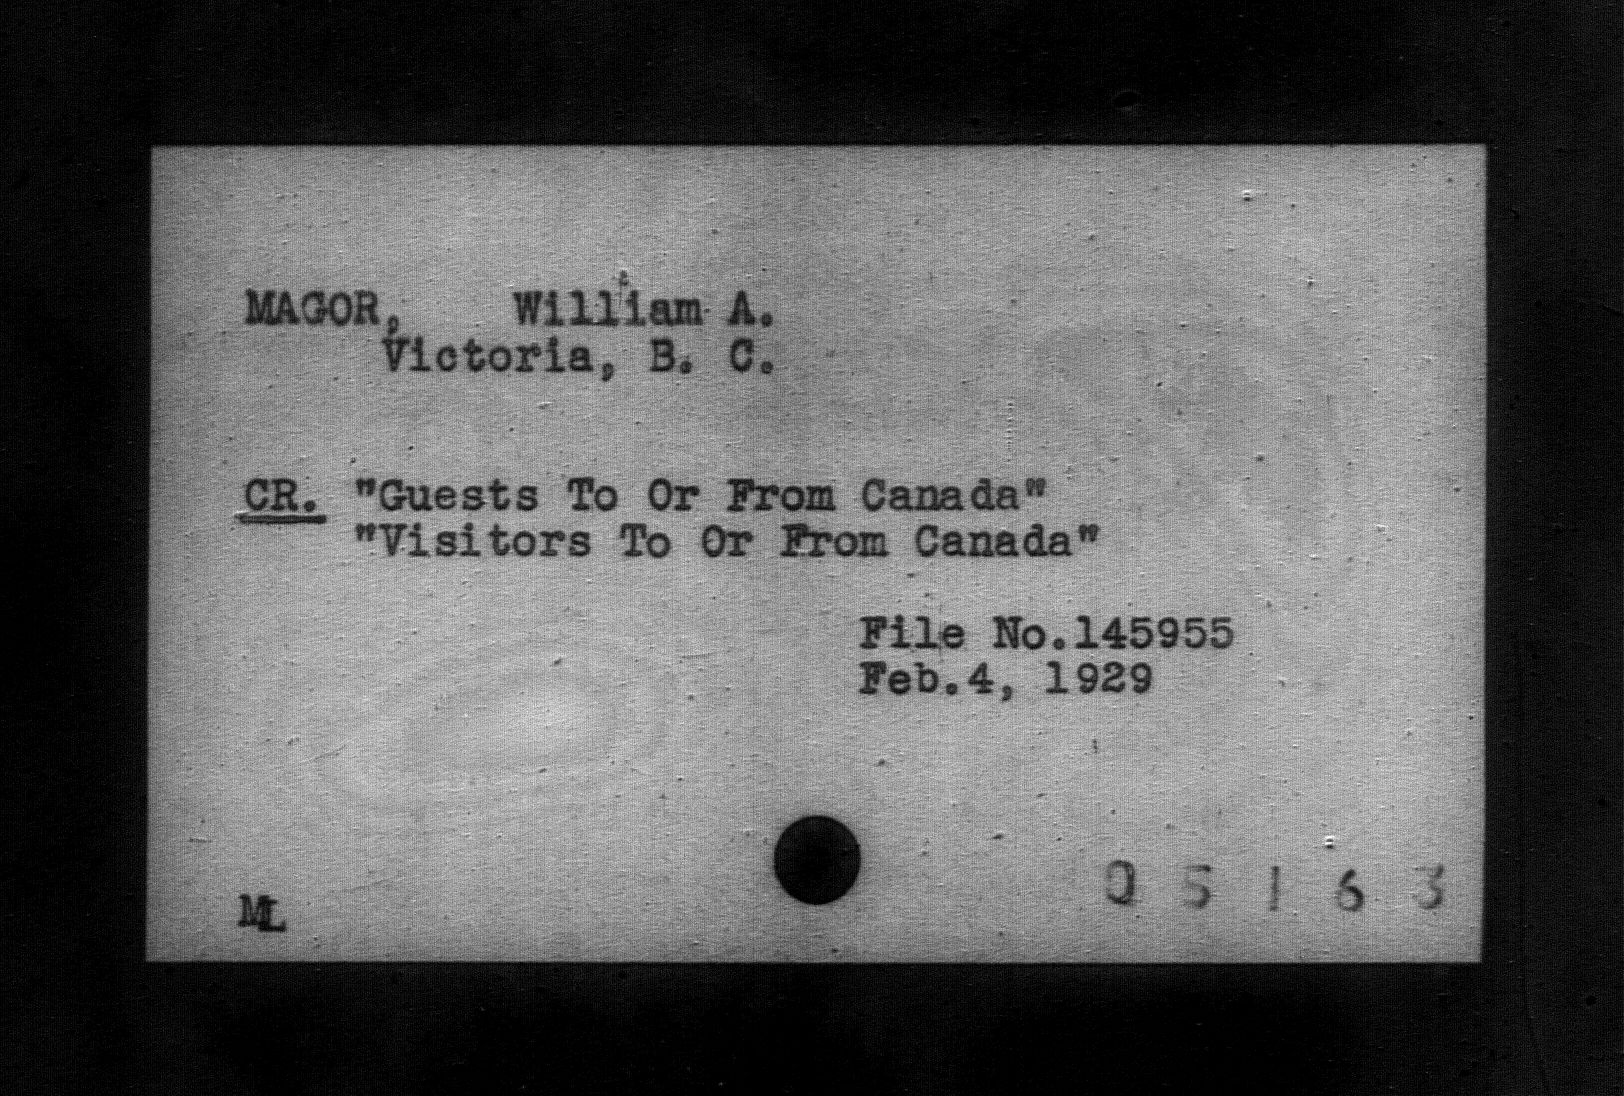 MAGOR, William A.
Victoria, B. C.
CR. "Guests To Or From Canada"
"Visitors To Or From Canada"
File No.145955
Feb.4, 1929
ML
05163